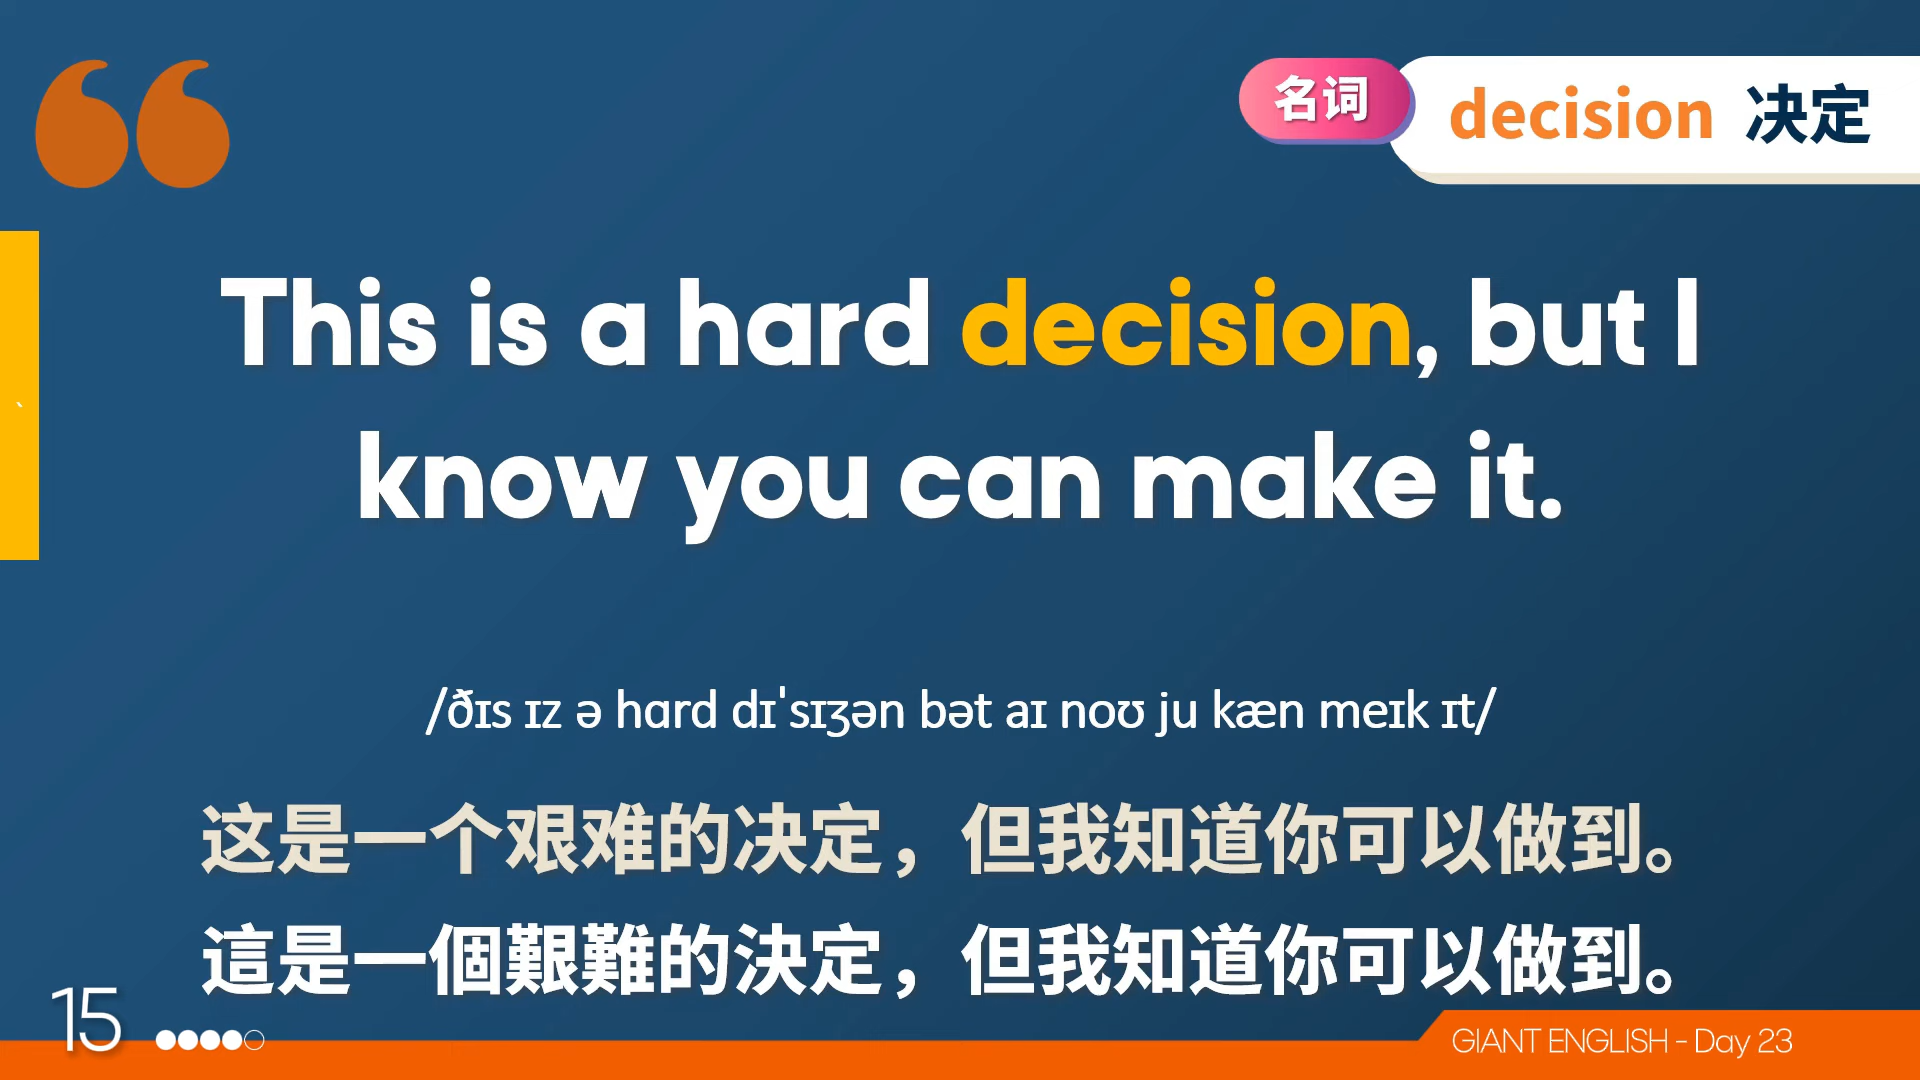 名词
decision 决定
This is a hard decision, but I
know you can make it.
/ðɪs ɪz ə hɑrd dɪˈsɪʒən bət aɪ noʊ ju kæn meɪk ɪt/
这是一个艰难的决定，但我知道你可以做到。
這是一個艱難的決定，但我知道你可以做到。
15
GIANT ENGLISH - Day 23